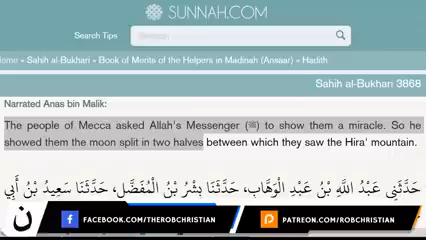 SUNNAH.COM
Search Tips
Search
Home » Sahih al-Bukhari » Book of Merits of the Helpers in Madinah (Ansaar) » Hadith
Sahih al-Bukhari 3868
Narrated Anas bin Malik:
The people of Mecca asked Allah's Messenger (ﷺ) to show them a miracle. So he
showed them the moon split in two halves between which they saw the Hira' mountain.
حَدَّثَنِي عَبْدُ اللَّهِ بْنُ عَبْدِ الْوَهَّابِ، حَدَّثَنَا بِشْرُ بْنُ الْمُفَضَّلِ، حَدَّثَنَا سَعِيدُ بْنُ أَبِي
ن
FACEBOOK.COM/THEROBCHRISTIAN
PATREON.COM/ROBCHRISTIAN